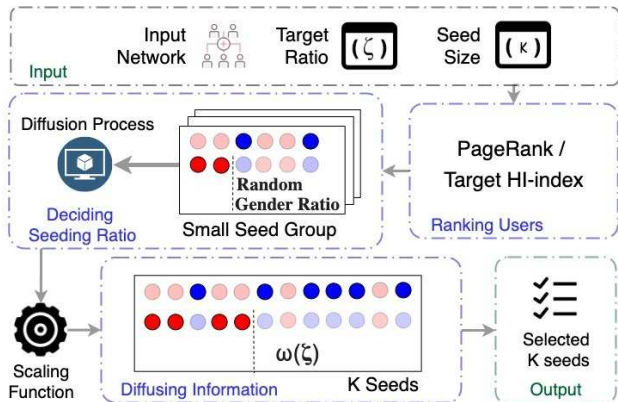 Input
Network
Target
Ratio
(ζ)
Seed
Size
(κ)
Input
Diffusion Process
Random
Gender Ratio
Small Seed Group
Deciding
Seeding Ratio
PageRank /
Target HI-index
Ranking Users
Scaling
Function
ω(ζ)
K Seeds
Diffusing Information
Selected
K seeds
Output